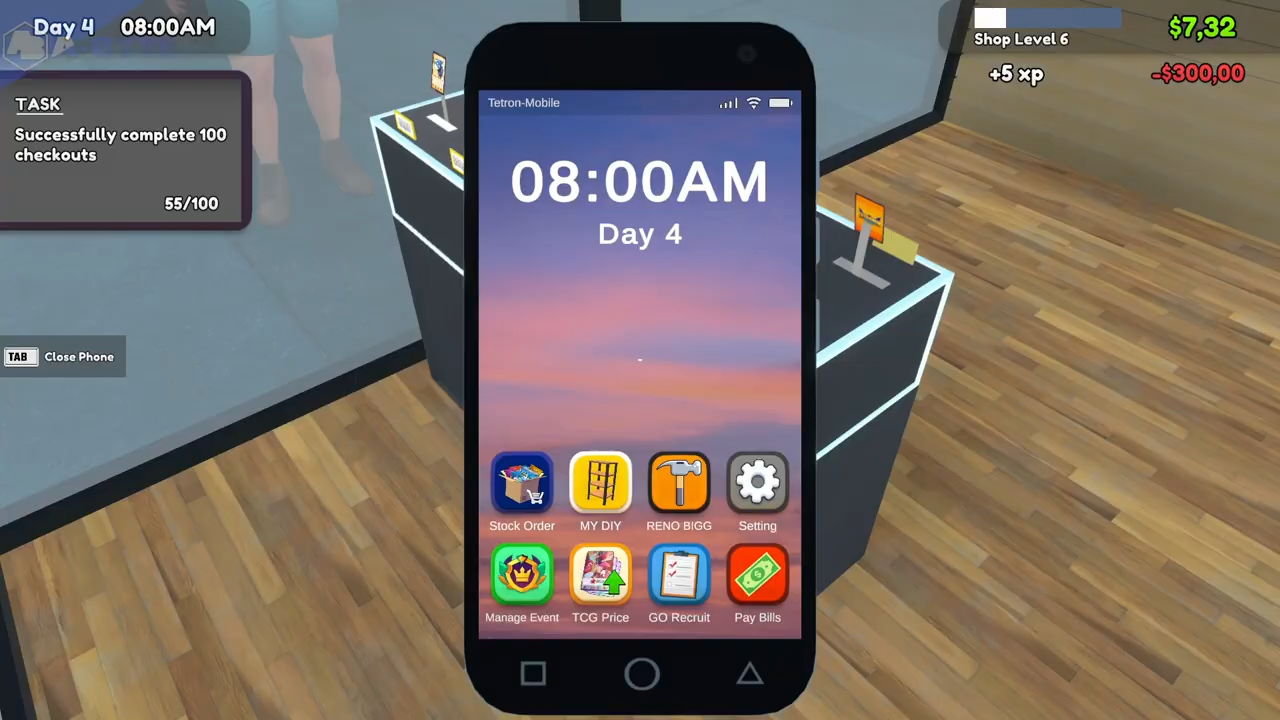 Day 4 08:00AM
TASK
Successfully complete 100
checkouts
55/100
TAB Close Phone
Tetron-Mobile
08:00AM
Day 4
Stock Order MY DIY RENO BIGG Setting
Manage Event TCG Price GO Recruit Pay Bills
$7,32
Shop Level 6
+5 xp -$300,00